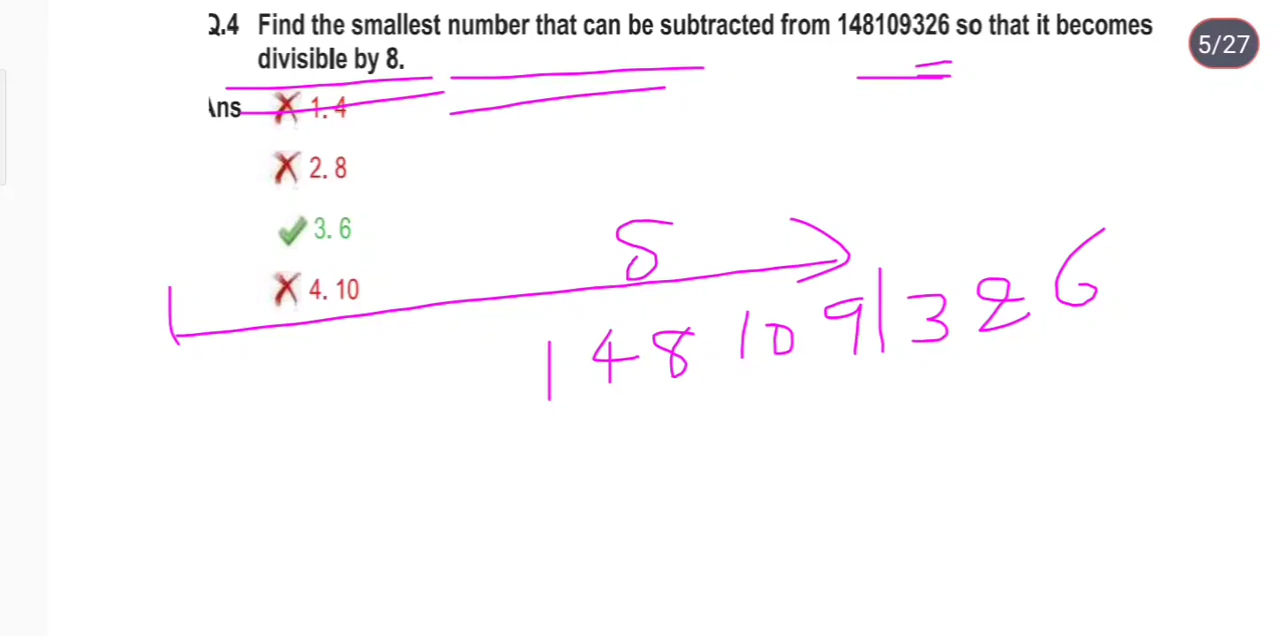 Q.4 Find the smallest number that can be subtracted from 148109326 so that it becomes
divisible by 8.
5/27
Ans 1. 4
2. 8
3. 6
4. 10
8
148109326